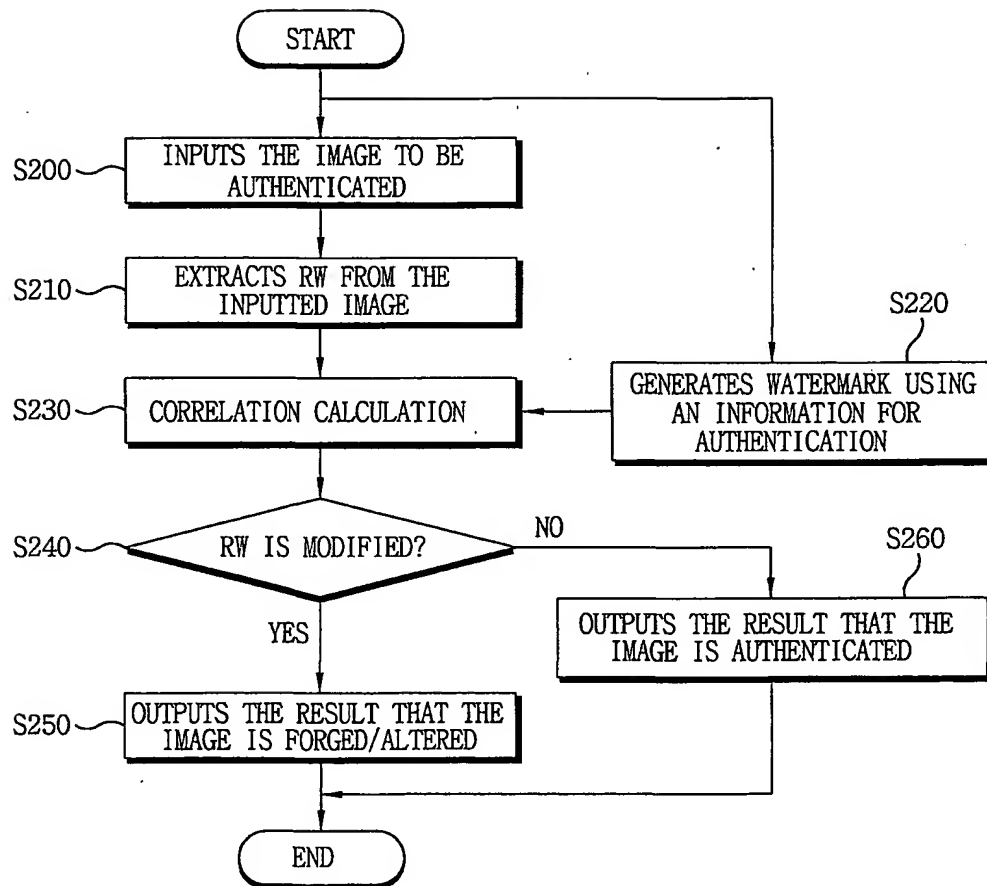 START
S200
INPUTS THE IMAGE TO BE
AUTHENTICATED
S210
EXTRACTS RW FROM THE
INPUTTED IMAGE
S220
GENERATES WATERMARK USING
AN INFORMATION FOR
AUTHENTICATION
S230
CORRELATION CALCULATION
S240
RW IS MODIFIED?
NO
YES
S260
OUTPUTS THE RESULT THAT THE
IMAGE IS AUTHENTICATED
S250
OUTPUTS THE RESULT THAT THE
IMAGE IS FORGED/ALTERED
END